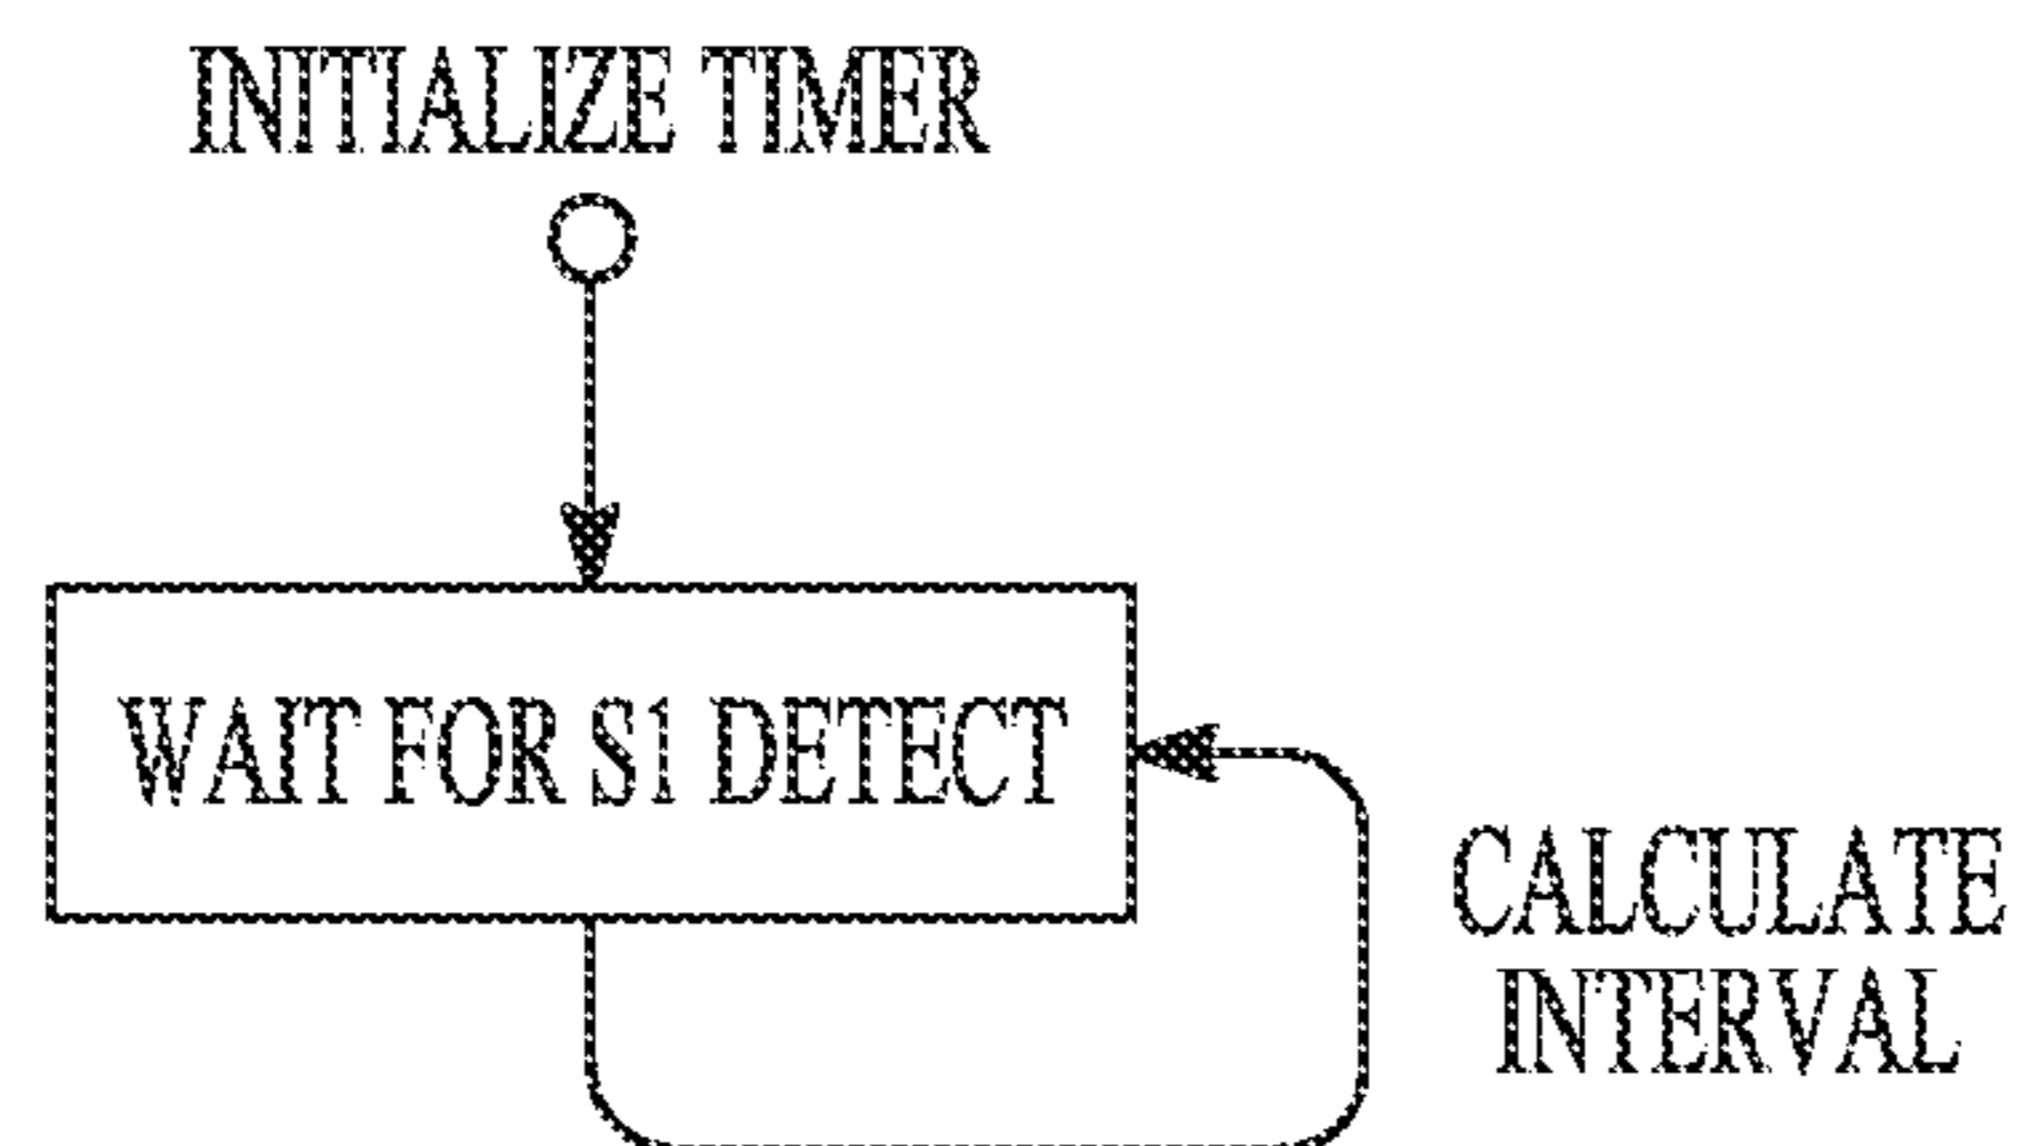 INITIALIZE TIMER
WAIT FOR S1 DETECT
CALCULATE
INTERVAL